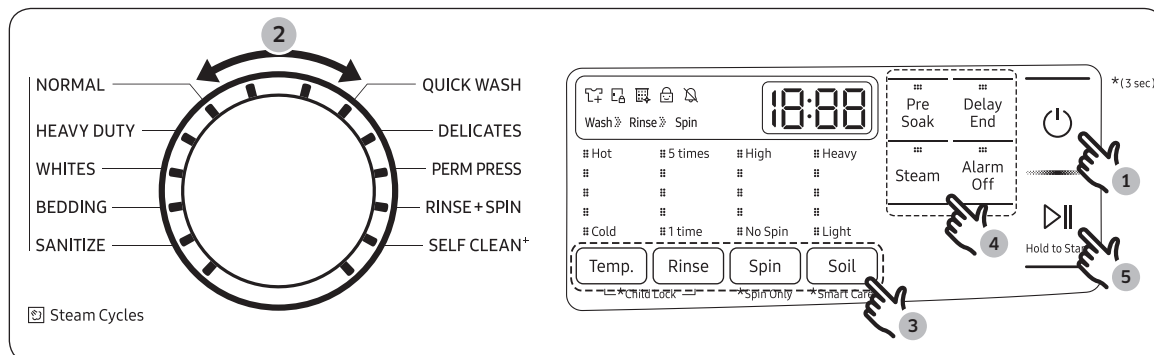 2
NORMAL
HEAVY DUTY
WHITES
BEDDING
SANITIZE
QUICK WASH
DELICATES
PERM PRESS
RINSE+SPIN
SELF CLEAN+
Steam Cycles
Wash Rinse Spin
18:88
Hot 5 times High Heavy
Cold 1 time No Spin Light
Temp. Rinse Spin Soil
*Child Lock *Spin Only *Smart Care
3
Pre Soak
Delay End
Steam
Alarm Off
4
*(3 sec)
1
Hold to Start
5